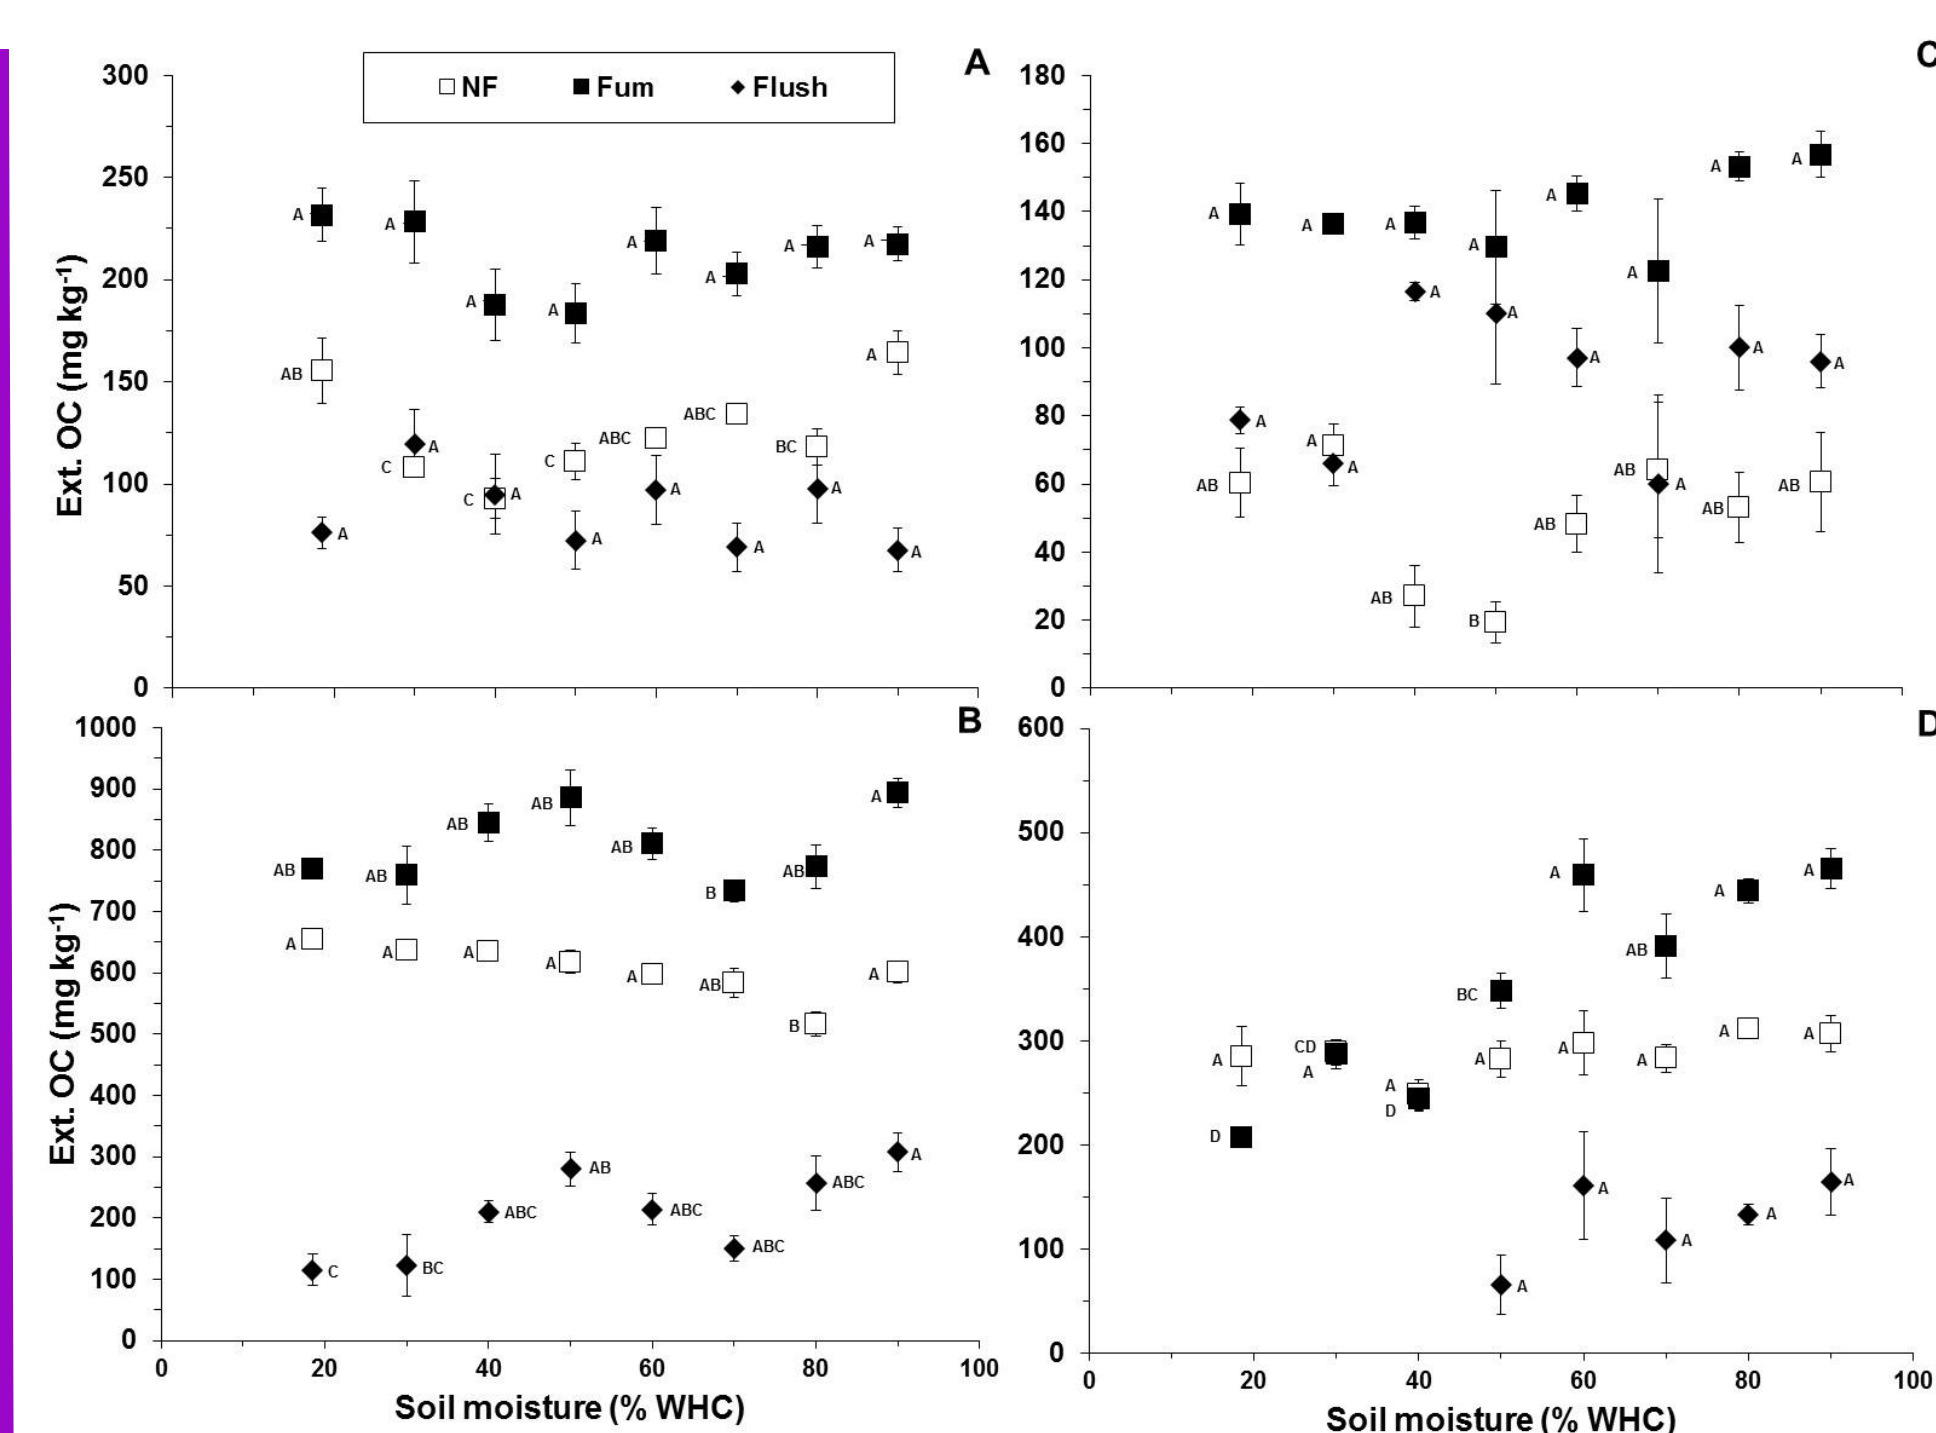 NF Fum Flush
A
300
250
200
150
100
50
0
Ext. OC (mg kg-1)
A A A A A A A A
AB C C C ABC ABC BC A
A A A A A A A A
C
180
160
140
120
100
80
60
40
20
0
A A A A A A A A
A A A A A A A A
AB A AB B AB AB AB AB
B
1000
900
800
700
600
500
400
300
200
100
0
Ext. OC (mg kg-1)
AB AB AB AB AB B AB A
A A A A A AB B A
C BC ABC AB ABC ABC ABC A
0 20 40 60 80 100
Soil moisture (% WHC)
D
600
500
400
300
200
100
0
D CD D BC A AB A A
A A A A A A A A
A A A A A
0 20 40 60 80 100
Soil moisture (% WHC)